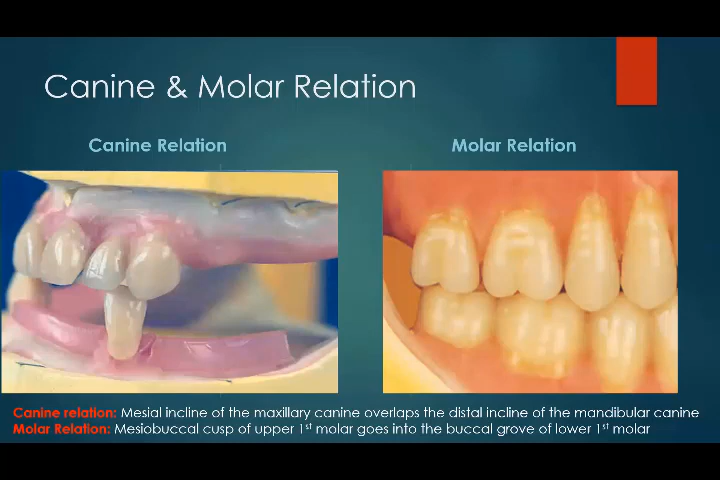 Canine & Molar Relation
Canine Relation
Molar Relation
Canine relation: Mesial incline of the maxillary canine overlaps the distal incline of the mandibular canine
Molar Relation: Mesiobuccal cusp of upper 1st molar goes into the buccal grove of lower 1st molar